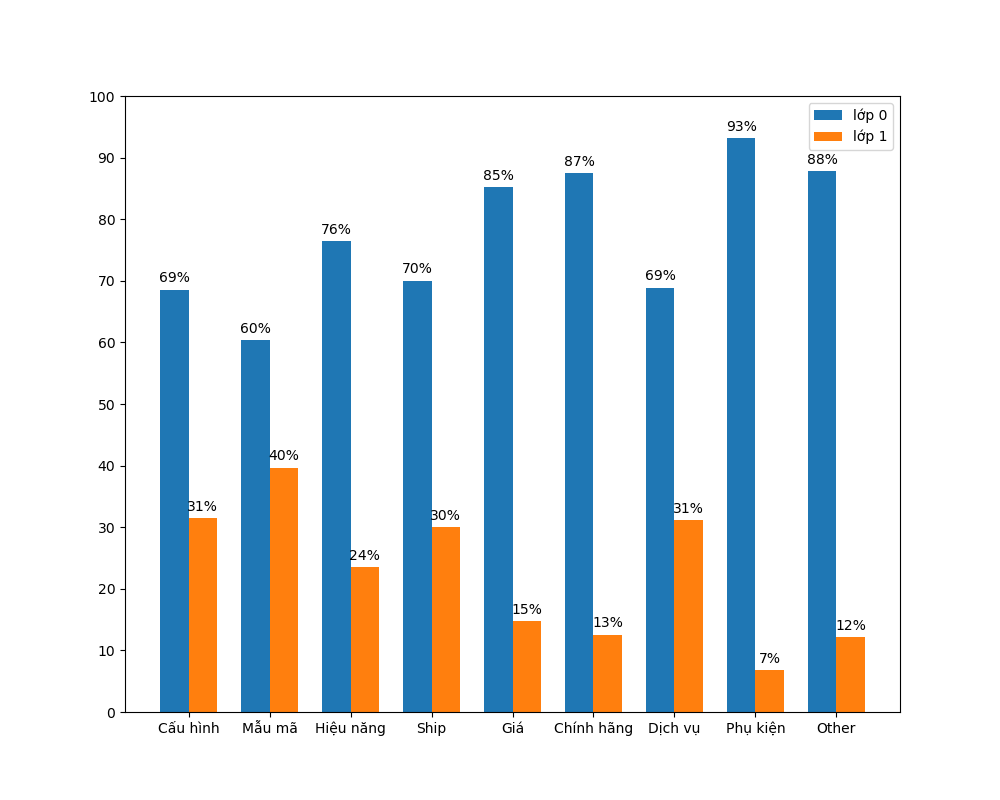 100
90
80
70
60
50
40
30
20
10
0
lớp 0
lớp 1
69%
60%
76%
70%
85%
87%
69%
93%
88%
31%
40%
24%
30%
15%
13%
31%
7%
12%
Cấu hình
Mẫu mã
Hiệu năng
Ship
Giá
Chính hãng
Dịch vụ
Phụ kiện
Other